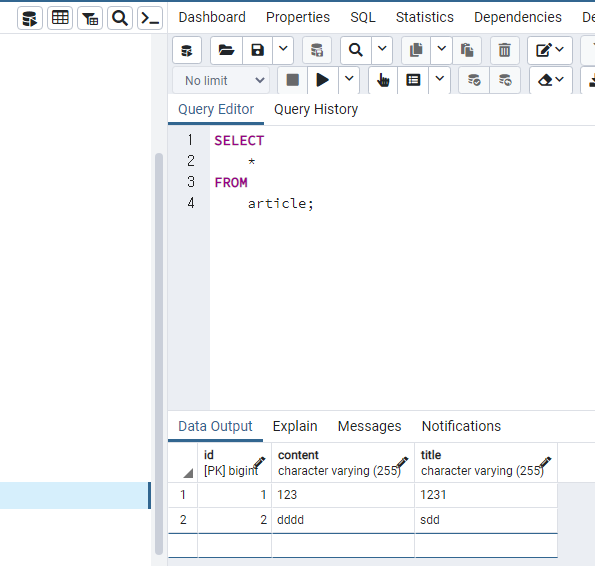 Dashboard Properties SQL Statistics Dependencies De
No limit
Query Editor Query History
1 SELECT
2 *
3 FROM
4 article;
Data Output Explain Messages Notifications
id content title
[PK] bigint character varying (255) character varying (255)
1 1 123 1231
2 2 dddd sdd